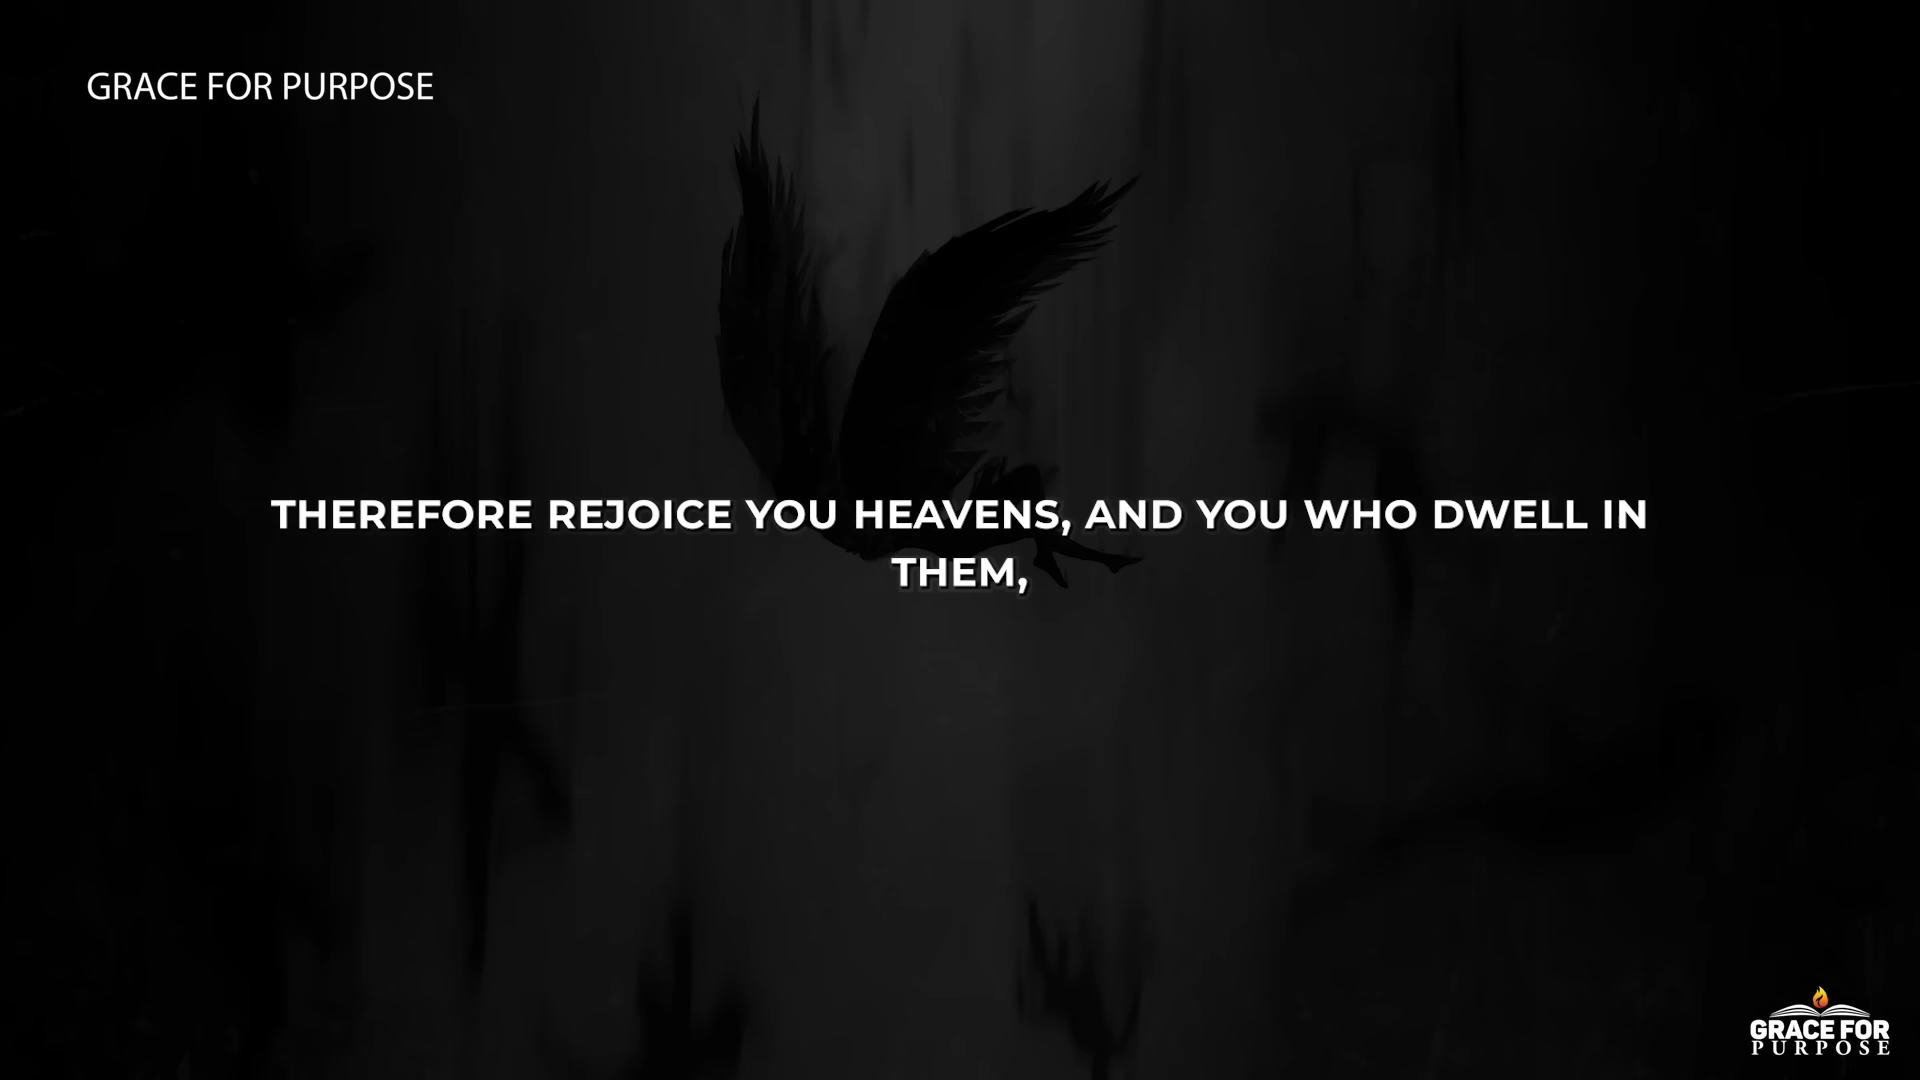 GRACE FOR PURPOSE
THEREFORE REJOICE YOU HEAVENS, AND YOU WHO DWELL IN
THEM,
GRACE FOR
PURPOSE